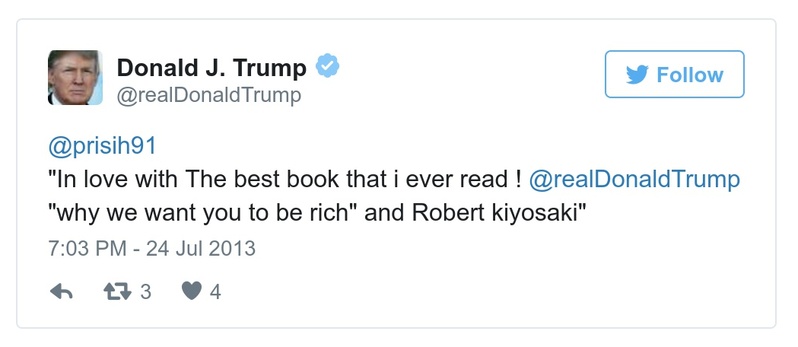 Donald J. Trump
@realDonaldTrump
Follow
@prisih91
"In love with The best book that i ever read ! @realDonaldTrump
"why we want you to be rich" and Robert kiyosaki"
7:03 PM - 24 Jul 2013
3 4